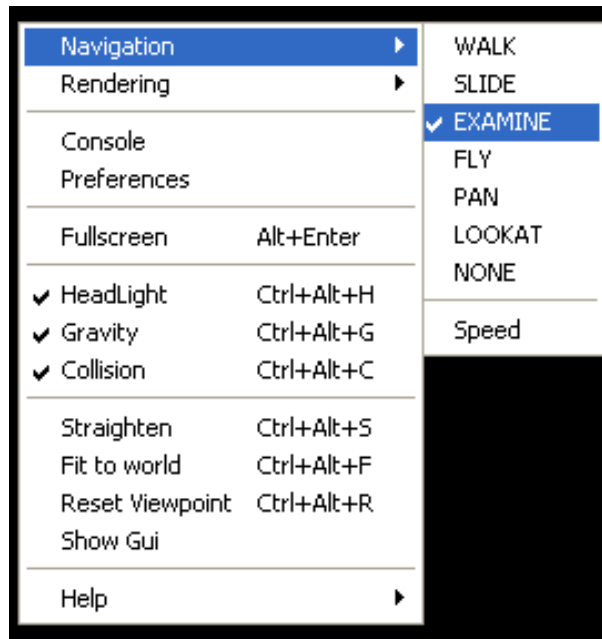 Navigation
Rendering
Console
Preferences
Fullscreen Alt+Enter
HeadLight Ctrl+Alt+H
Gravity Ctrl+Alt+G
Collision Ctrl+Alt+C
Straighten Ctrl+Alt+S
Fit to world Ctrl+Alt+F
Reset Viewpoint Ctrl+Alt+R
Show Gui
Help
WALK
SLIDE
EXAMINE
FLY
PAN
LOOKAT
NONE
Speed